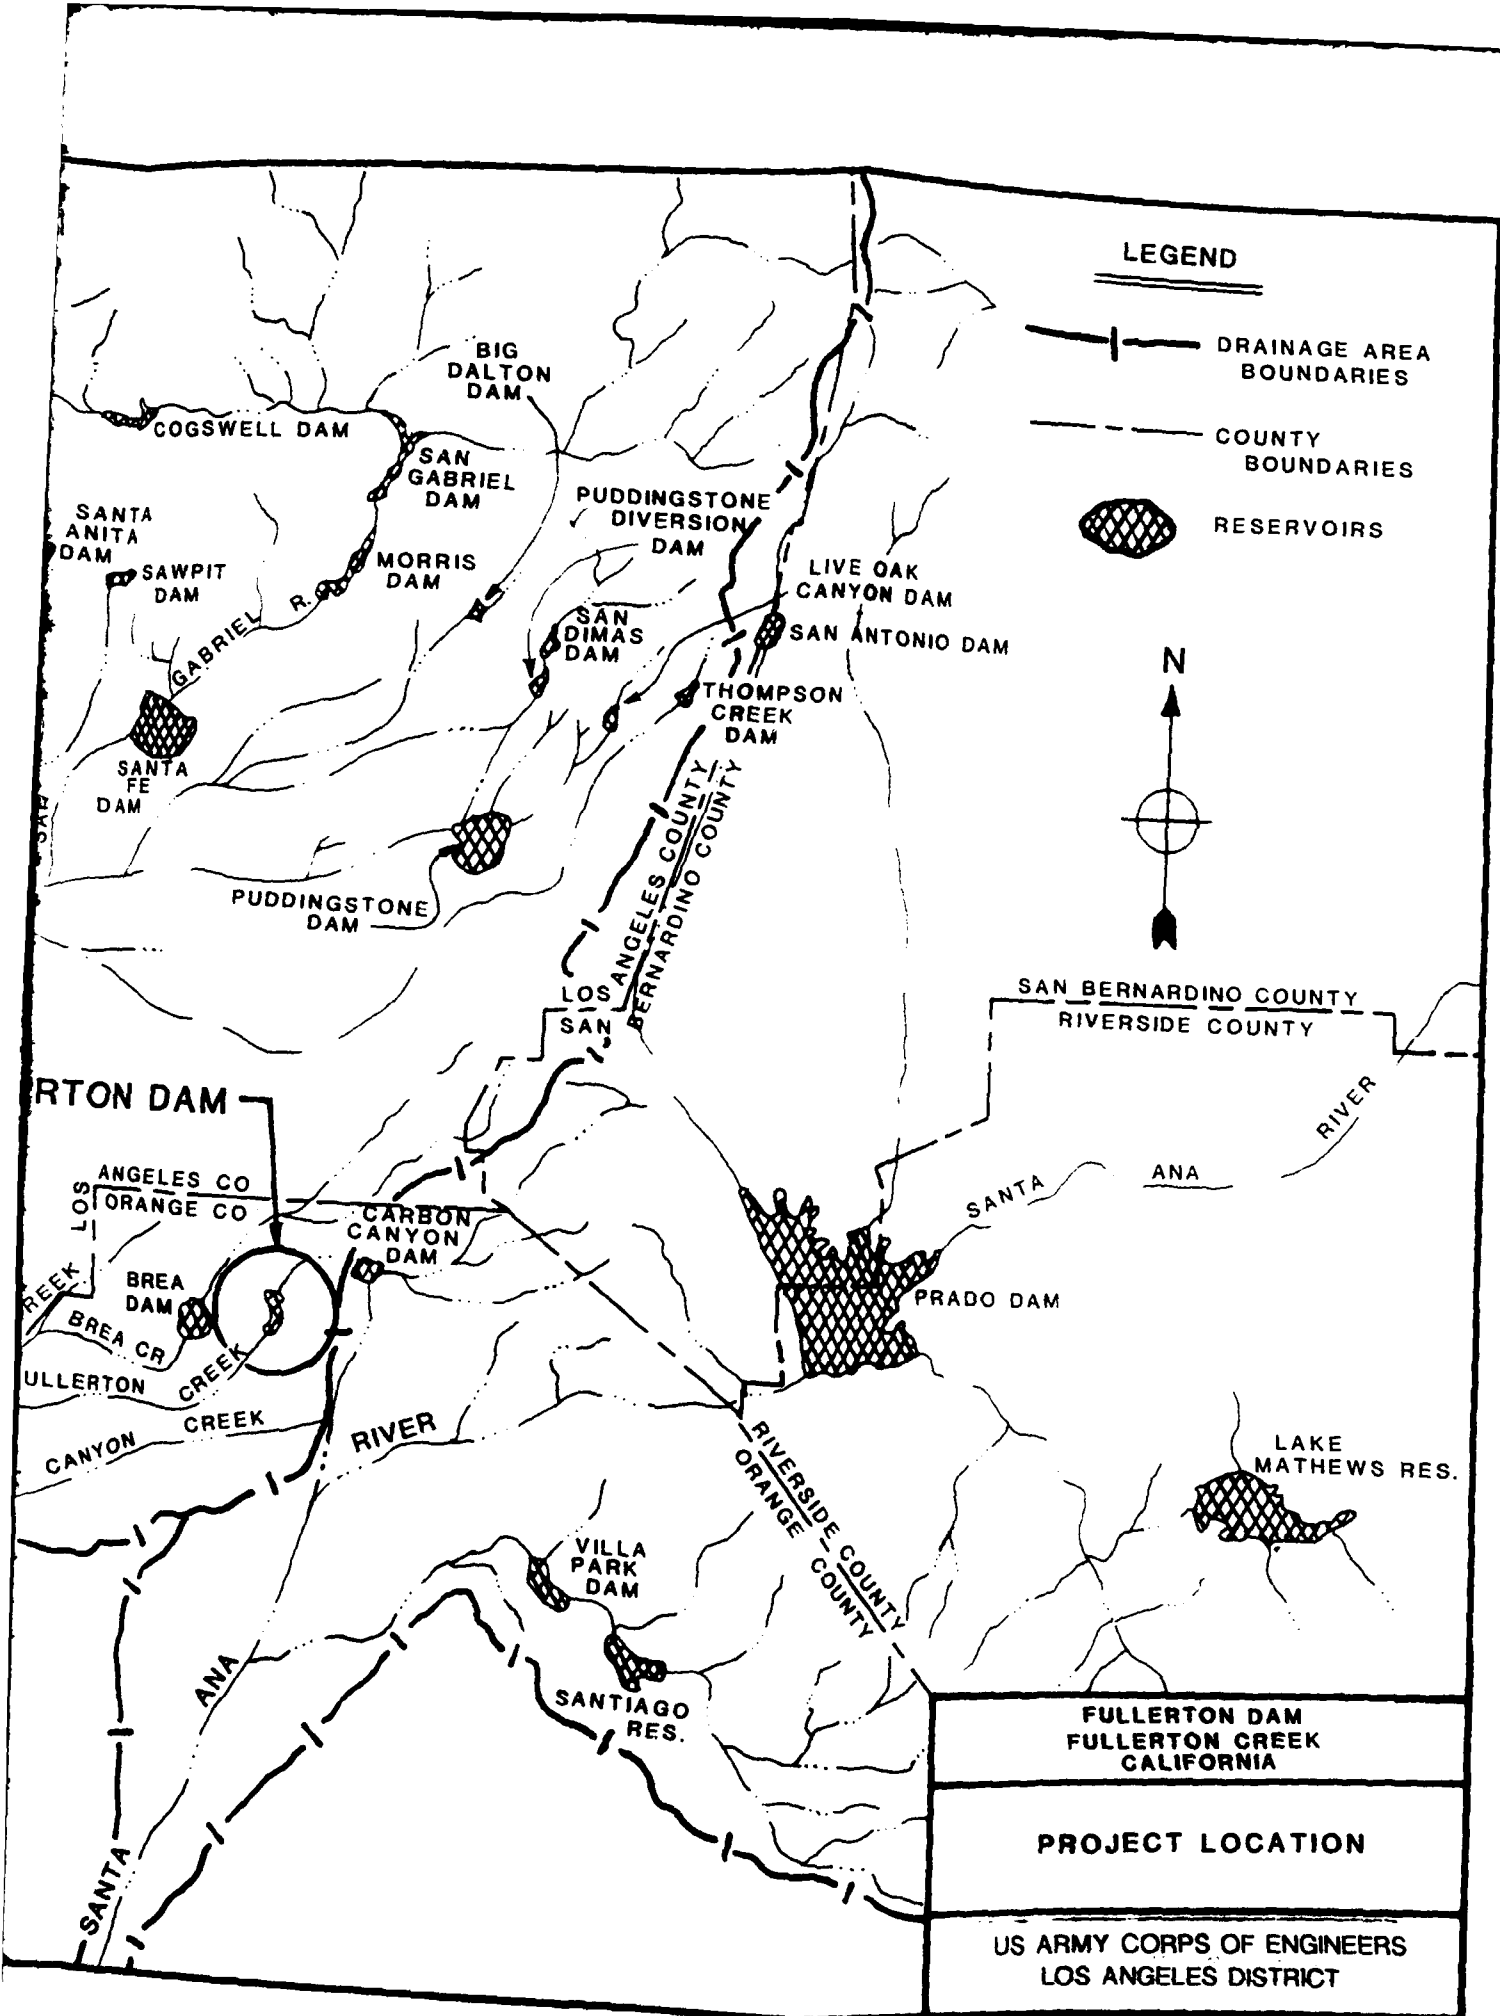 LEGEND
DRAINAGE AREA
BOUNDARIES
COUNTY
BOUNDARIES
RESERVOIRS
N
BIG
DALTON
DAM
COGSWELL DAM
SAN
GABRIEL
DAM
PUDDINGSTONE
DIVERSION
DAM
SANTA
ANITA
DAM
SAWPIT
DAM
MORRIS
DAM
LIVE OAK
CANYON DAM
GABRIEL R.
SAN
DIMAS
DAM
SAN ANTONIO DAM
THOMPSON
CREEK
DAM
SANTA
FE
DAM
SAN
PUDDINGSTONE
DAM
LOS ANGELES COUNTY
SAN BERNARDINO COUNTY
SAN BERNARDINO COUNTY
RIVERSIDE COUNTY
RTON DAM
LOS ANGELES CO
ORANGE CO
CARBON
CANYON
DAM
SANTA ANA RIVER
REEK
BREA
DAM
BREA CR
PRADO DAM
ULLERTON CREEK
CANYON CREEK
RIVER
RIVERSIDE COUNTY
ORANGE COUNTY
LAKE
MATHEWS RES.
VILLA
PARK
DAM
ANA
SANTIAGO
RES.
SANTA
FULLERTON DAM
FULLERTON CREEK
CALIFORNIA
PROJECT LOCATION
US ARMY CORPS OF ENGINEERS
LOS ANGELES DISTRICT